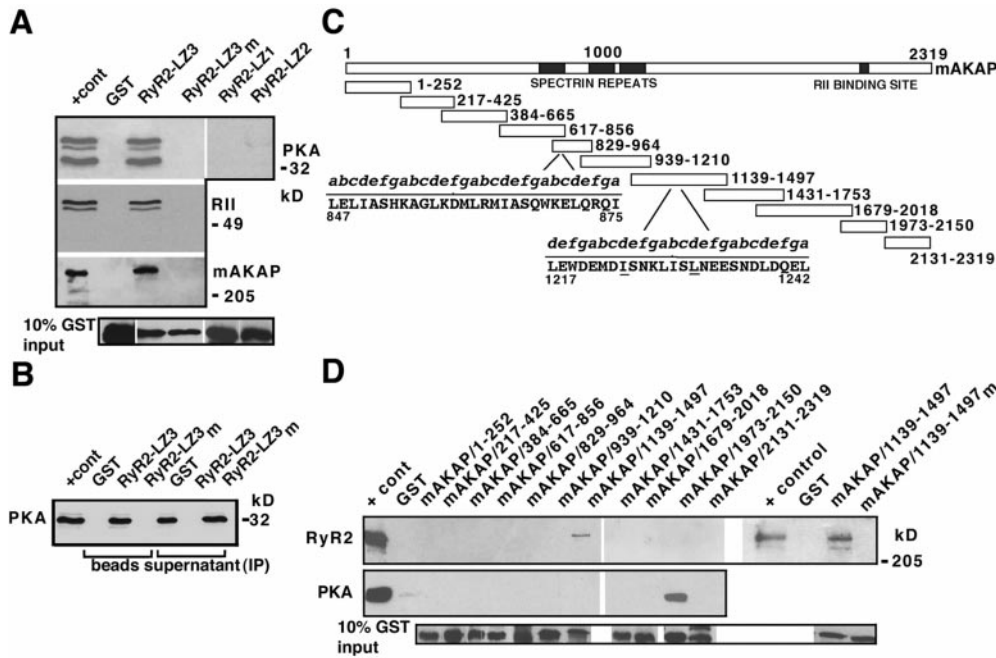 A
+cont
GST
RyR2-LZ3
RyR2-LZ3 m
RyR2-LZ1
RyR2-LZ2
PKA
-32
kD
RII
- 49
mAKAP
- 205
10% GST
input
B
+cont
GST
RyR2-LZ3
RyR2-LZ3 m
GST
RyR2-LZ3
RyR2-LZ3 m
PKA
kD
-32
beads supernatant (IP)
C
1 1000 2319
mAKAP
SPECTRIN REPEATS RII BINDING SITE
1-252
217-425
384-665
617-856
829-964
939-1210
1139-1497
1431-1753
1679-2018
1973-2150
2131-2319
abcdefgabcdefgabcdefgabcdefga
LELIASHKAGLKDMLRMIASQWKELQRQI
847 875
defgabcdefgabcdefgabcdefga
LEWDEMDISNKLISLNEESNDLDQEL
1217 1242
D
+ cont
GST
mAKAP/1-252
mAKAP/217-425
mAKAP/384-665
mAKAP/617-856
mAKAP/829-964
mAKAP/939-1210
mAKAP/1139-1497
mAKAP/1431-1753
mAKAP/1679-2018
mAKAP/1973-2150
mAKAP/2131-2319
+ control
GST
mAKAP/1139-1497
mAKAP/1139-1497 m
RyR2
kD
- 205
PKA
10% GST
input